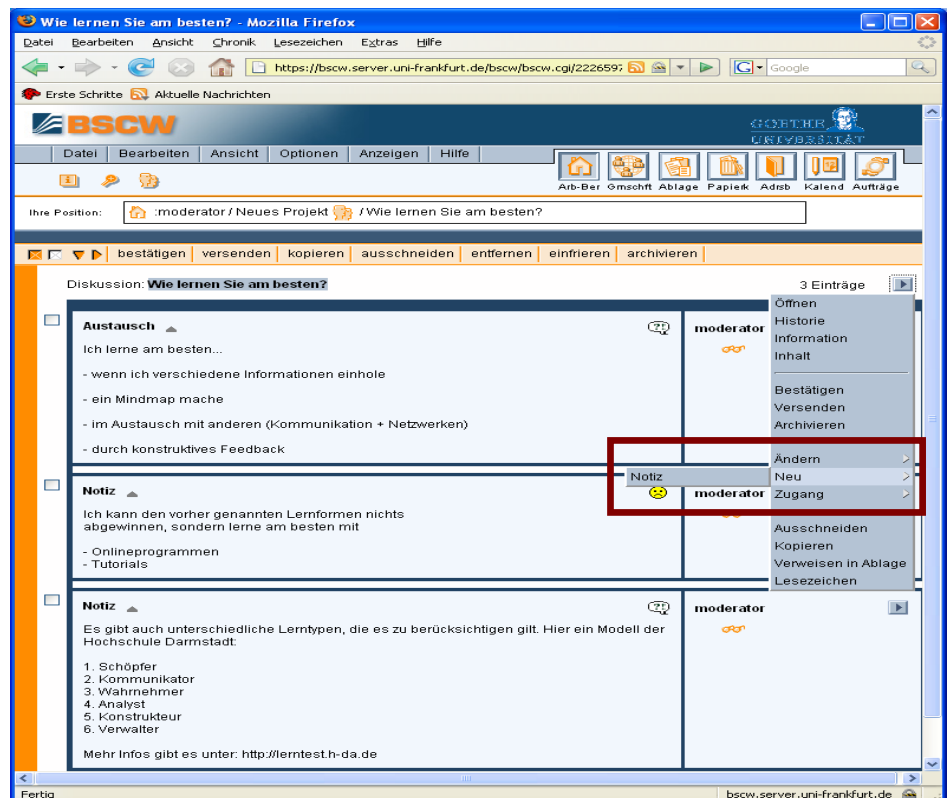 Wie lernen Sie am besten? - Mozilla Firefox
Datei Bearbeiten Ansicht Chronik Lesezeichen Extras Hilfe
https://bscw.server.uni-frankfurt.de/bscw/bscw.cgi/2226597
Google
Erste Schritte Aktuelle Nachrichten
BSCW
GOETHE UNIVERSITÄT
Datei Bearbeiten Ansicht Optionen Anzeigen Hilfe
Arb-Ber Gmschft Ablage Papierk Adrsb Kalend Aufträge
Ihre Position: :moderator / Neues Projekt / Wie lernen Sie am besten?
bestätigen versenden kopieren ausschneiden entfernen einfrieren archivieren
Diskussion: Wie lernen Sie am besten? 3 Einträge
Austausch
moderator
Ich lerne am besten...
- wenn ich verschiedene Informationen einhole
- ein Mindmap mache
- im Austausch mit anderen (Kommunikation + Netzwerken)
- durch konstruktives Feedback
Öffnen
Historie
Information
Inhalt
Bestätigen
Versenden
Archivieren
Ändern
Neu
Notiz
Zugang
Ausschneiden
Kopieren
Verweisen in Ablage
Lesezeichen
Notiz
moderator
Ich kann den vorher genannten Lernformen nichts
abgewinnen, sondern lerne am besten mit
- Onlineprogrammen
- Tutorials
Notiz
moderator
Es gibt auch unterschiedliche Lerntypen, die es zu berücksichtigen gilt. Hier ein Modell der
Hochschule Darmstadt:
1. Schöpfer
2. Kommunikator
3. Wahrnehmer
4. Analyst
5. Konstrukteur
6. Verwalter
Mehr Infos gibt es unter: http://lerntest.h-da.de
Fertig
bscw.server.uni-frankfurt.de